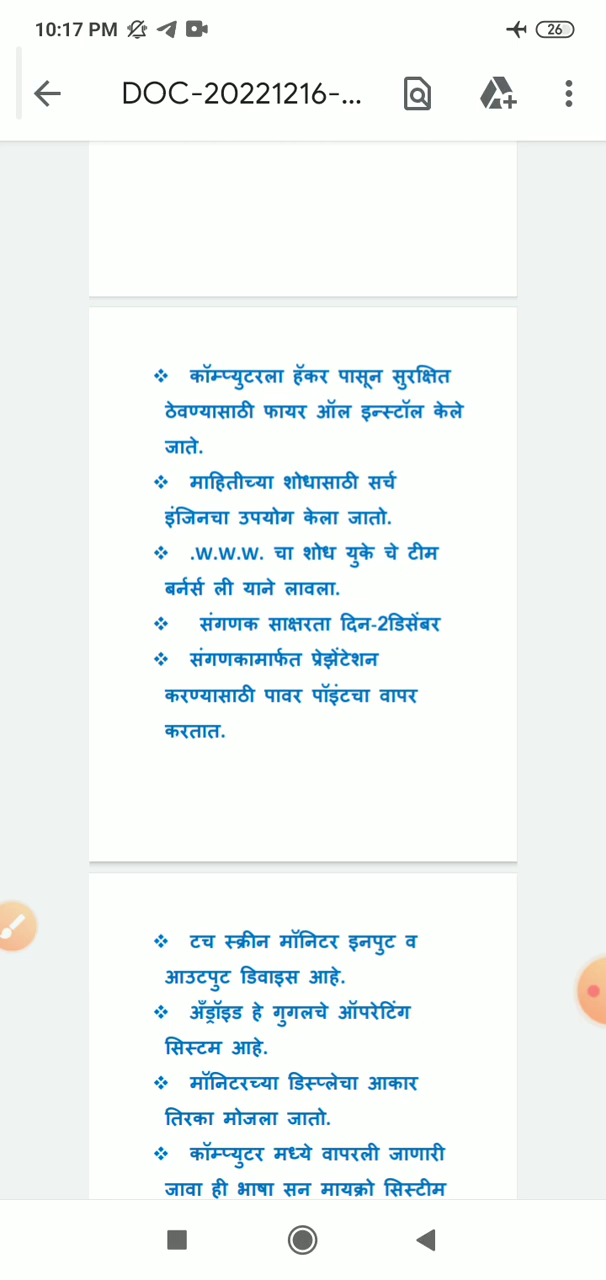 10:17 PM
26
DOC-20221216-...
❖ कॉम्प्युटरला हॅकर पासून सुरक्षित
ठेवण्यासाठी फायर ऑल इन्स्टॉल केले
जाते.
❖ माहितीच्या शोधासाठी सर्च
इंजिनचा उपयोग केला जातो.
❖ .w.w.w. चा शोध युके चे टीम
बर्नर्स ली याने लावला.
❖ संगणक साक्षरता दिन-2डिसेंबर
❖ संगणकामार्फत प्रेझेंटेशन
करण्यासाठी पावर पॉइंटचा वापर
करतात.
❖ टच स्क्रीन मॉनिटर इनपुट व
आउटपुट डिवाइस आहे.
❖ अँड्रॉइड हे गुगलचे ऑपरेटिंग
सिस्टम आहे.
❖ मॉनिटरच्या डिस्प्लेचा आकार
तिरका मोजला जातो.
❖ कॉम्प्युटर मध्ये वापरली जाणारी
जावा ही भाषा सन मायक्रो सिस्टीम